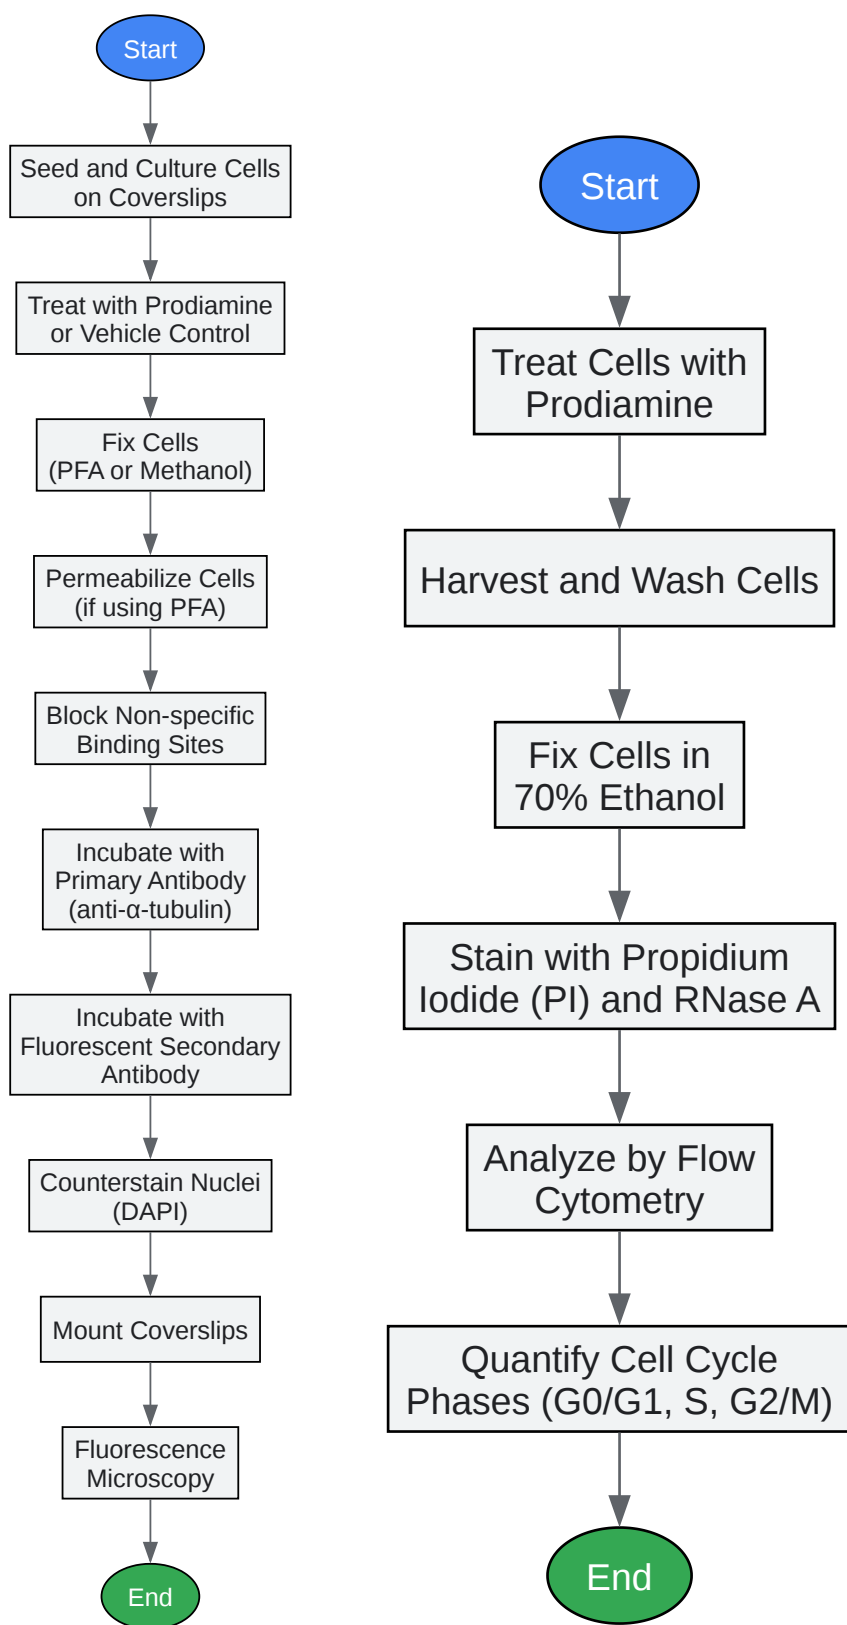 Start
Seed and Culture Cells
on Coverslips
Treat with Prodiamine
or Vehicle Control
Fix Cells
(PFA or Methanol)
Permeabilize Cells
(if using PFA)
Block Non-specific
Binding Sites
Incubate with
Primary Antibody
(anti-α-tubulin)
Incubate with
Fluorescent Secondary
Antibody
Counterstain Nuclei
(DAPI)
Mount Coverslips
Fluorescence
Microscopy
End
Start
Treat Cells with
Prodiamine
Harvest and Wash Cells
Fix Cells in
70% Ethanol
Stain with Propidium
Iodide (PI) and RNase A
Analyze by Flow
Cytometry
Quantify Cell Cycle
Phases (G0/G1, S, G2/M)
End